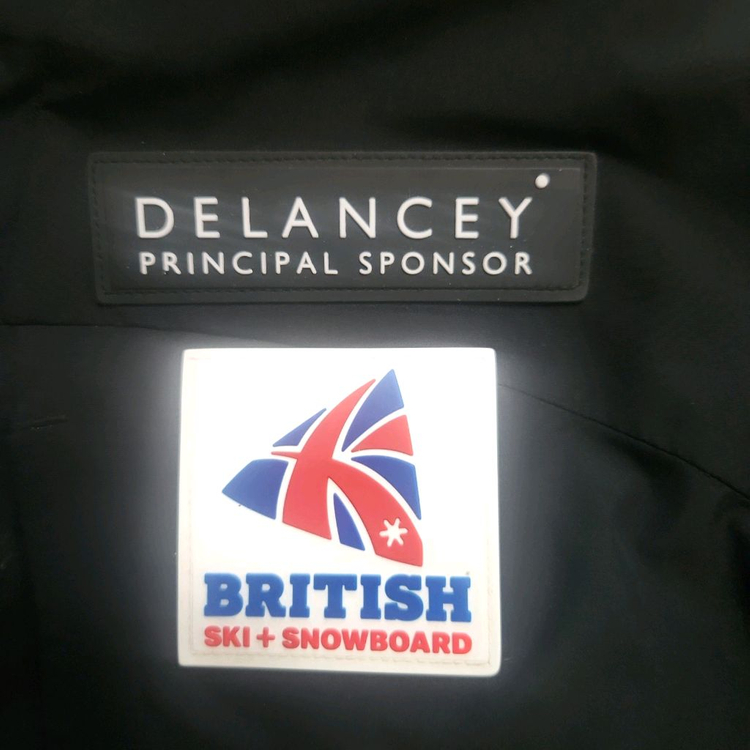 DELANCEY
PRINCIPAL SPONSOR
BRITISH
SKI + SNOWBOARD